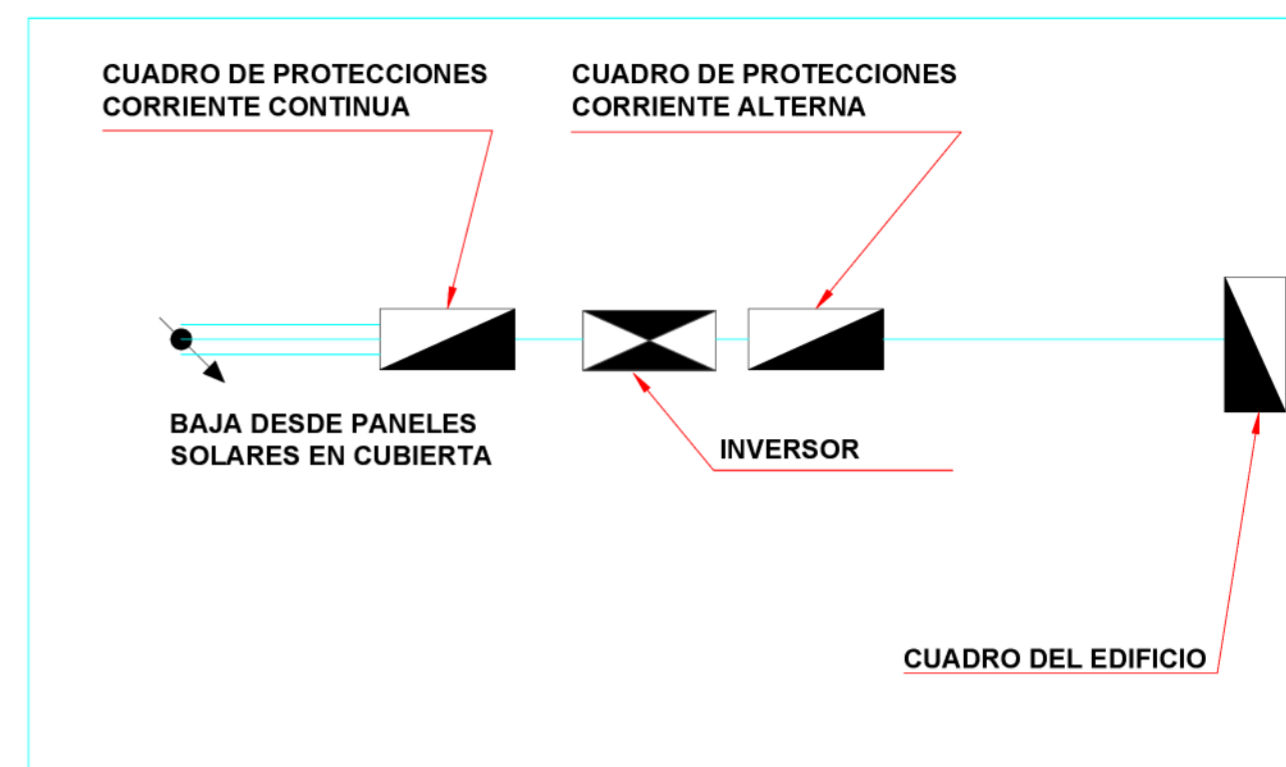 CUADRO DE PROTECCIONES
CORRIENTE CONTINUA
CUADRO DE PROTECCIONES
CORRIENTE ALTERNA
BAJA DESDE PANELES
SOLARES EN CUBIERTA
INVERSOR
CUADRO DEL EDIFICIO